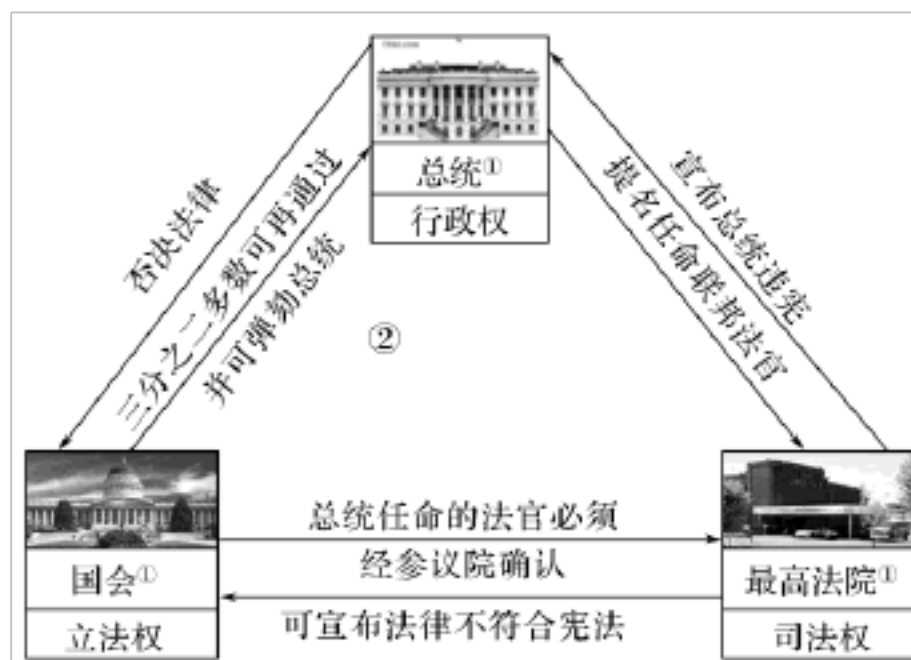 总统①
行政权
否决法律
三分之二多数可再通过
并可弹劾总统
②
宣布总统违宪
提名任命联邦法官
国会①
立法权
总统任命的法官必须
经参议院确认
可宣布法律不符合宪法
最高法院①
司法权